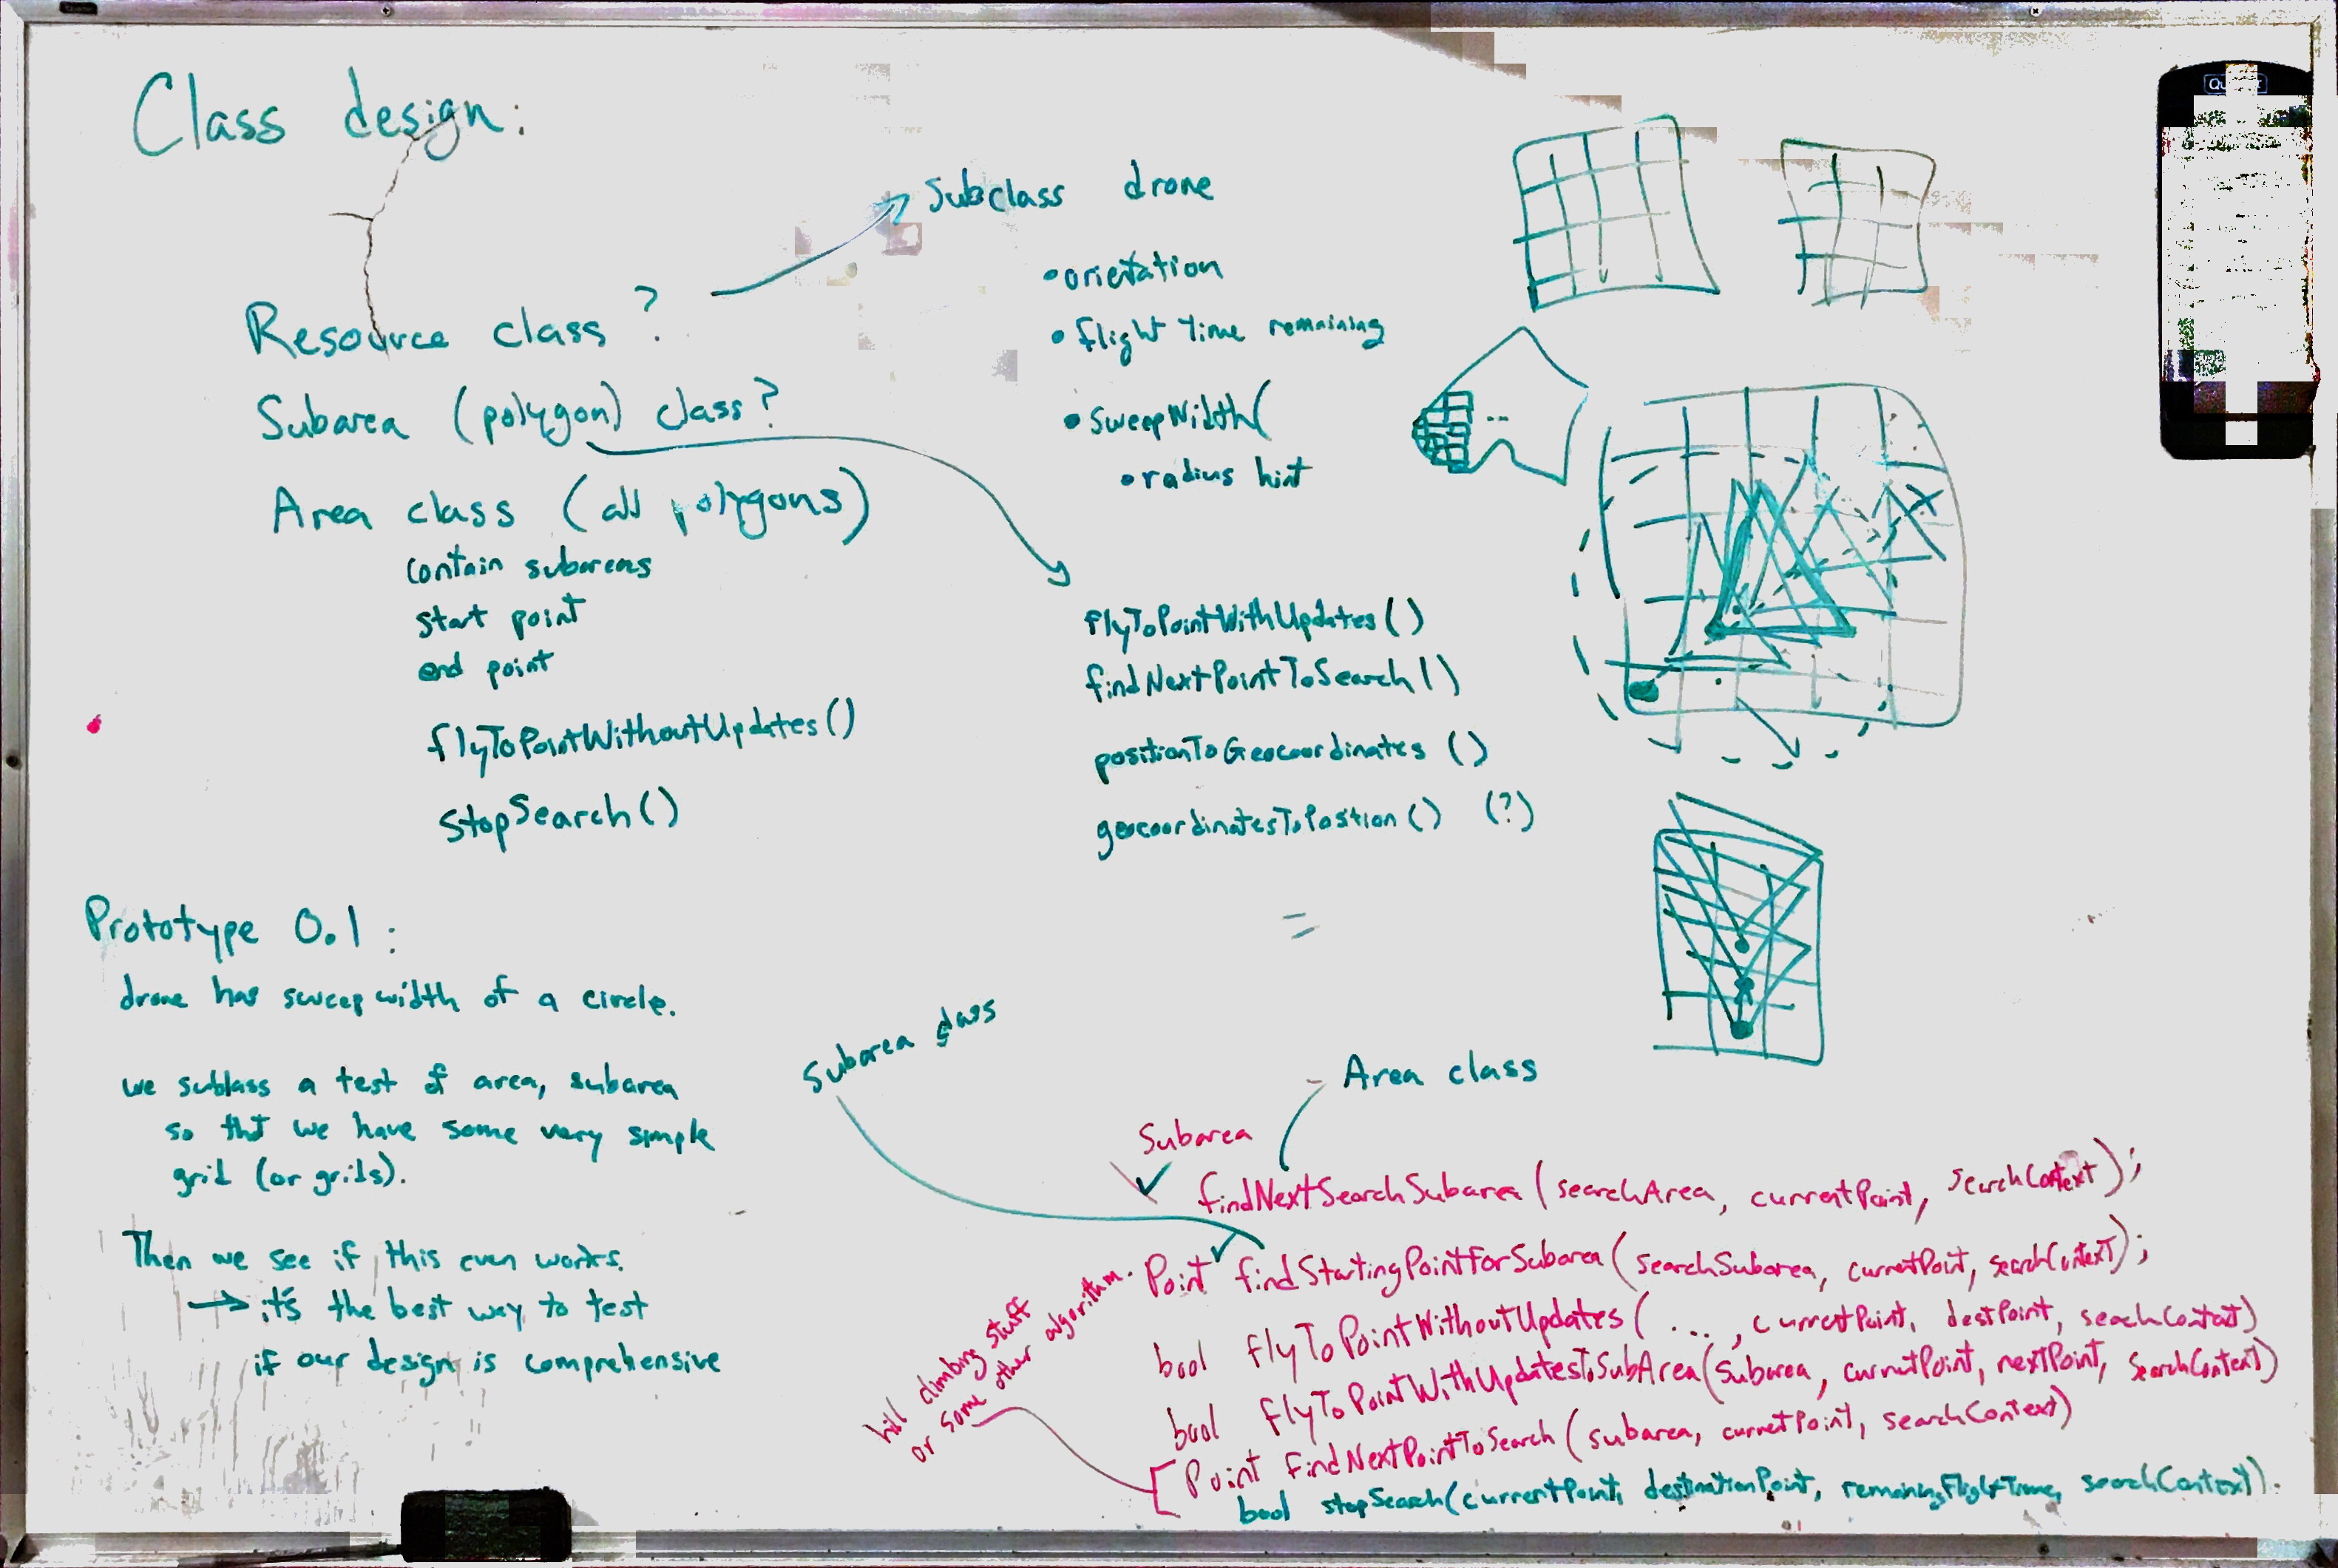 Class design:
Subclass drone
• orientation
• flight time remaining
• sweepWidth(
• radius hint
Resource class?
Subarea (polygon) class?
Area class (all polygons)
contain subareas
start point
end point
flyToPointWithoutUpdates()
stopSearch()
flyToPointWithUpdates()
findNextPointToSearch()
positionToGeocoordinates ()
geocoordinatesToPostion () (?)
...
Prototype 0.1:
drone has sweep width of a circle.
we sublass a test of area, subarea
so tht we have some very simple
grid (or grids).
Then we see if this even works.
→ it's the best way to test
if our design is comprehensive
Subarea class
Area class
Subarea
findNextSearchSubarea (searchArea, currentPoint, searchContext);
Point findStartingPointForSubarea (searchSubarea, currentPoint, searchContext);
bool flyToPointWithoutUpdates (..., currentPoint, destPoint, searchContext)
bool flyToPointWithUpdatesToSubArea(subarea, currentPoint, nextPoint, searchContext)
Point findNextPointToSearch (subarea, currentPoint, searchContext)
bool stopSearch(currentPoint, destinationPoint, remainingFlightTime, searchContext).
hill climbing stuff
or some other algorithm.